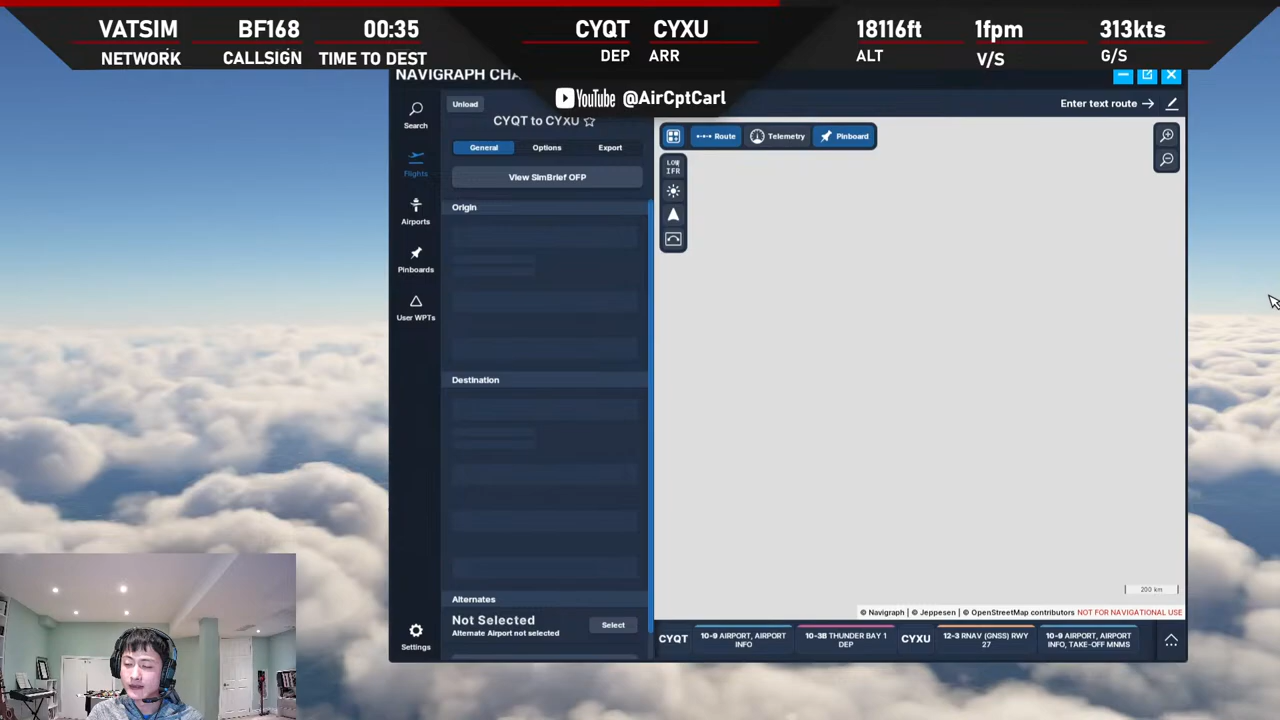 VATSIM
NETWORK
BF168
CALLSIGN
00:35
TIME TO DEST
CYQT
DEP
CYXU
ARR
18116ft
ALT
1fpm
V/S
313kts
G/S
YouTube @AirCptCarl
NAVIGRAPH CHA
Search
Flights
Airports
Pinboards
User WPTs
Settings
Unload
CYQT to CYXU
General Options Export
View SimBrief OFP
Origin
Destination
Alternates
Not Selected
Alternate Airport not selected
Select
Enter text route
Route
Telemetry
Pinboard
LOW
IFR
200 km
© Navigraph | © Jeppesen | © OpenStreetMap contributors NOT FOR NAVIGATIONAL USE
CYQT
10-9 AIRPORT, AIRPORT
INFO
10-3B THUNDER BAY 1
DEP
CYXU
12-3 RNAV (GNSS) RWY
27
10-9 AIRPORT, AIRPORT
INFO, TAKE-OFF MNMS